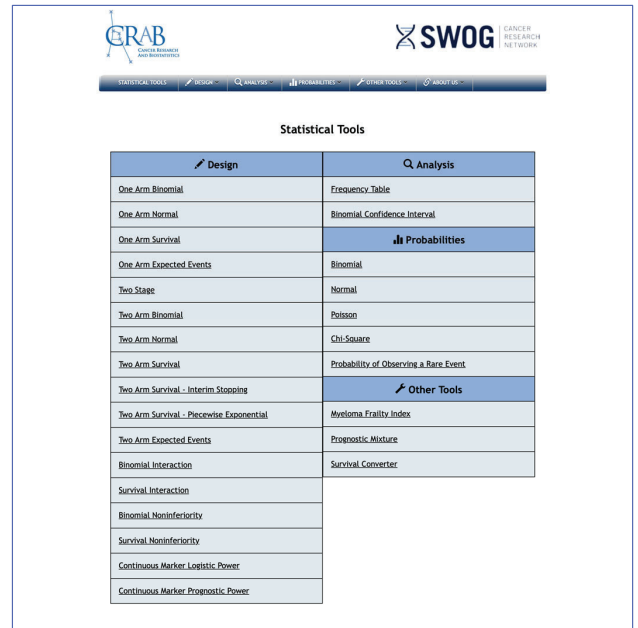 CRAB
CANCER RESEARCH
AND BIOSTATISTICS
SWOG
CANCER
RESEARCH
NETWORK
STATISTICAL TOOLS DESIGN ANALYSIS PROBABILITIES OTHER TOOLS ABOUT US
Statistical Tools
Design
One Arm Binomial
One Arm Normal
One Arm Survival
One Arm Expected Events
Two Stage
Two Arm Binomial
Two Arm Normal
Two Arm Survival
Two Arm Survival - Interim Stopping
Two Arm Survival - Piecewise Exponential
Two Arm Expected Events
Binomial Interaction
Survival Interaction
Binomial Noninferiority
Survival Noninferiority
Continuous Marker Logistic Power
Continuous Marker Prognostic Power
Analysis
Frequency Table
Binomial Confidence Interval
Probabilities
Binomial
Normal
Poisson
Chi-Square
Probability of Observing a Rare Event
Other Tools
Myeloma Frailty Index
Prognostic Mixture
Survival Converter